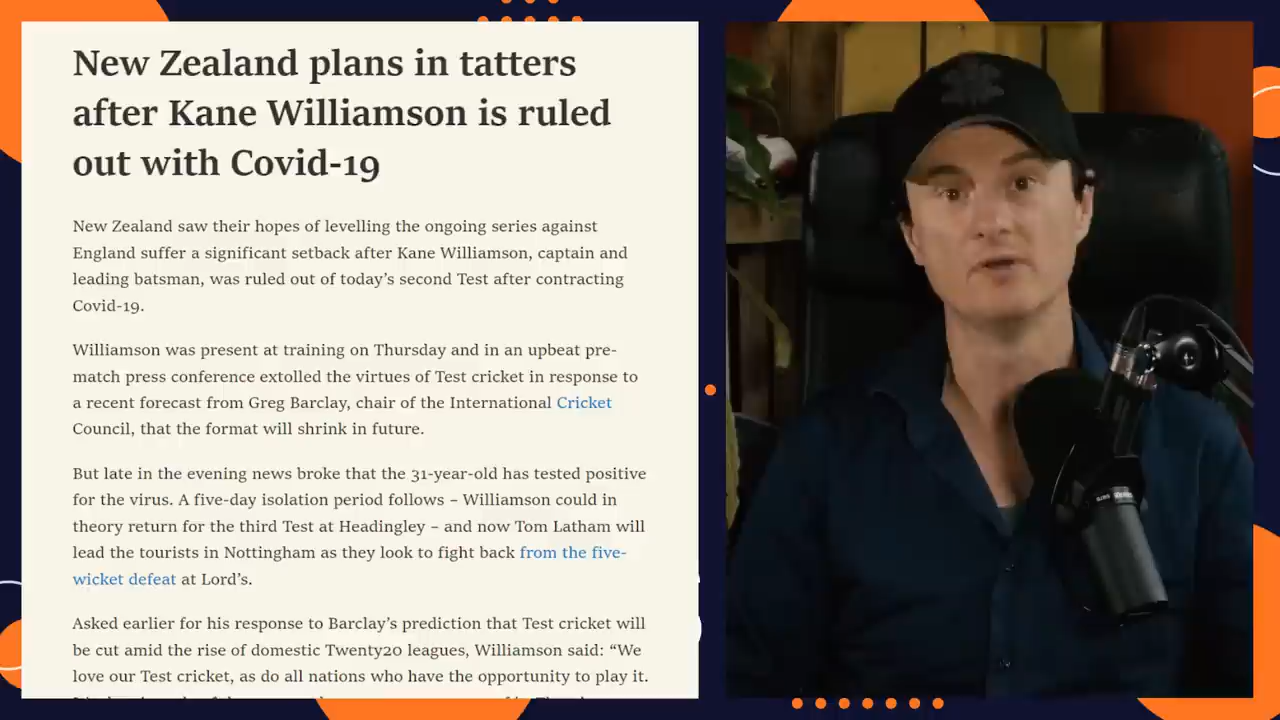 New Zealand plans in tatters
after Kane Williamson is ruled
out with Covid-19
New Zealand saw their hopes of levelling the ongoing series against
England suffer a significant setback after Kane Williamson, captain and
leading batsman, was ruled out of today’s second Test after contracting
Covid-19.
Williamson was present at training on Thursday and in an upbeat pre-
match press conference extolled the virtues of Test cricket in response to
a recent forecast from Greg Barclay, chair of the International Cricket
Council, that the format will shrink in future.
But late in the evening news broke that the 31-year-old has tested positive
for the virus. A five-day isolation period follows – Williamson could in
theory return for the third Test at Headingley – and now Tom Latham will
lead the tourists in Nottingham as they look to fight back from the five-
wicket defeat at Lord’s.
Asked earlier for his response to Barclay’s prediction that Test cricket will
be cut amid the rise of domestic Twenty20 leagues, Williamson said: “We
love our Test cricket, as do all nations who have the opportunity to play it.